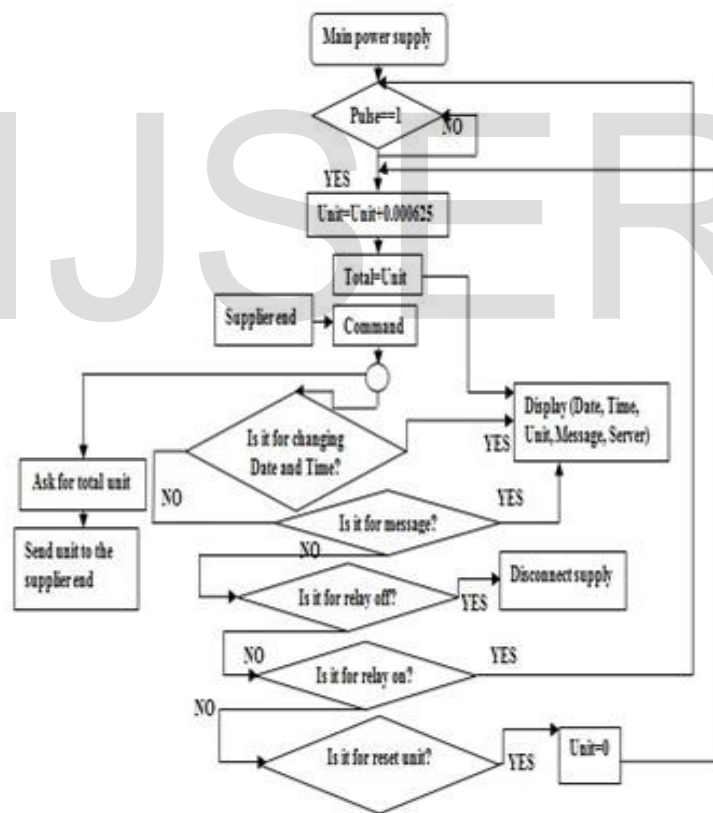 IJSER
Main power supply
Pulse==1
NO
YES
Unit=Unit+0.000625
Total=Unit
Supplier end
Command
Display (Date, Time,
Unit, Message, Server)
Is it for changing
Date and Time?
YES
Ask for total unit
NO
YES
Is it for message?
Send unit to the
supplier end
NO
Disconnect supply
Is it for relay off?
YES
NO
YES
Is it for relay on?
NO
Is it for reset unit?
YES
Unit=0